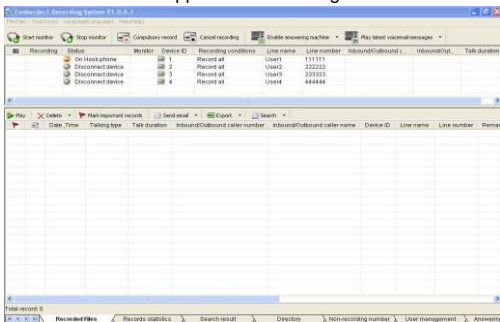 Fonbarder1 Recording System V1.0.0.7
Start monitor Stop monitor Compulsory record Cancel recording Enable answering machine Play latest voicemail messages
Recording Status Monitor Device ID Recording conditions Line name Line number Inbound/Outbound c... Inbound/Out... Talk duration
On Hook phone 1 Record all User1 111111
Disconnect device 2 Record all User2 222222
Disconnect device 3 Record all User3 333333
Disconnect device 4 Record all User4 444444
Play Delete Mark important records Send email Export Search
Date_Time Talking type Talk duration Inbound/Outbound caller number Inbound/Outbound caller name Device ID Line name Line number Remar
Total record: 0
Recorded Files Records statistics Search result Directory Non-recording number User management Answering